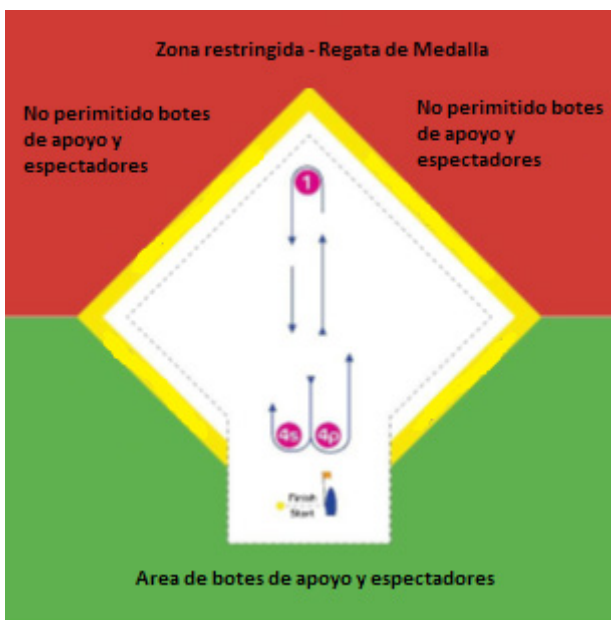 Zona restringida - Regata de Medalla
No perimitido botes
de apoyo y
espectadores
No perimitido botes
de apoyo y
espectadores
1
4s
4p
Finish
Start
Area de botes de apoyo y espectadores